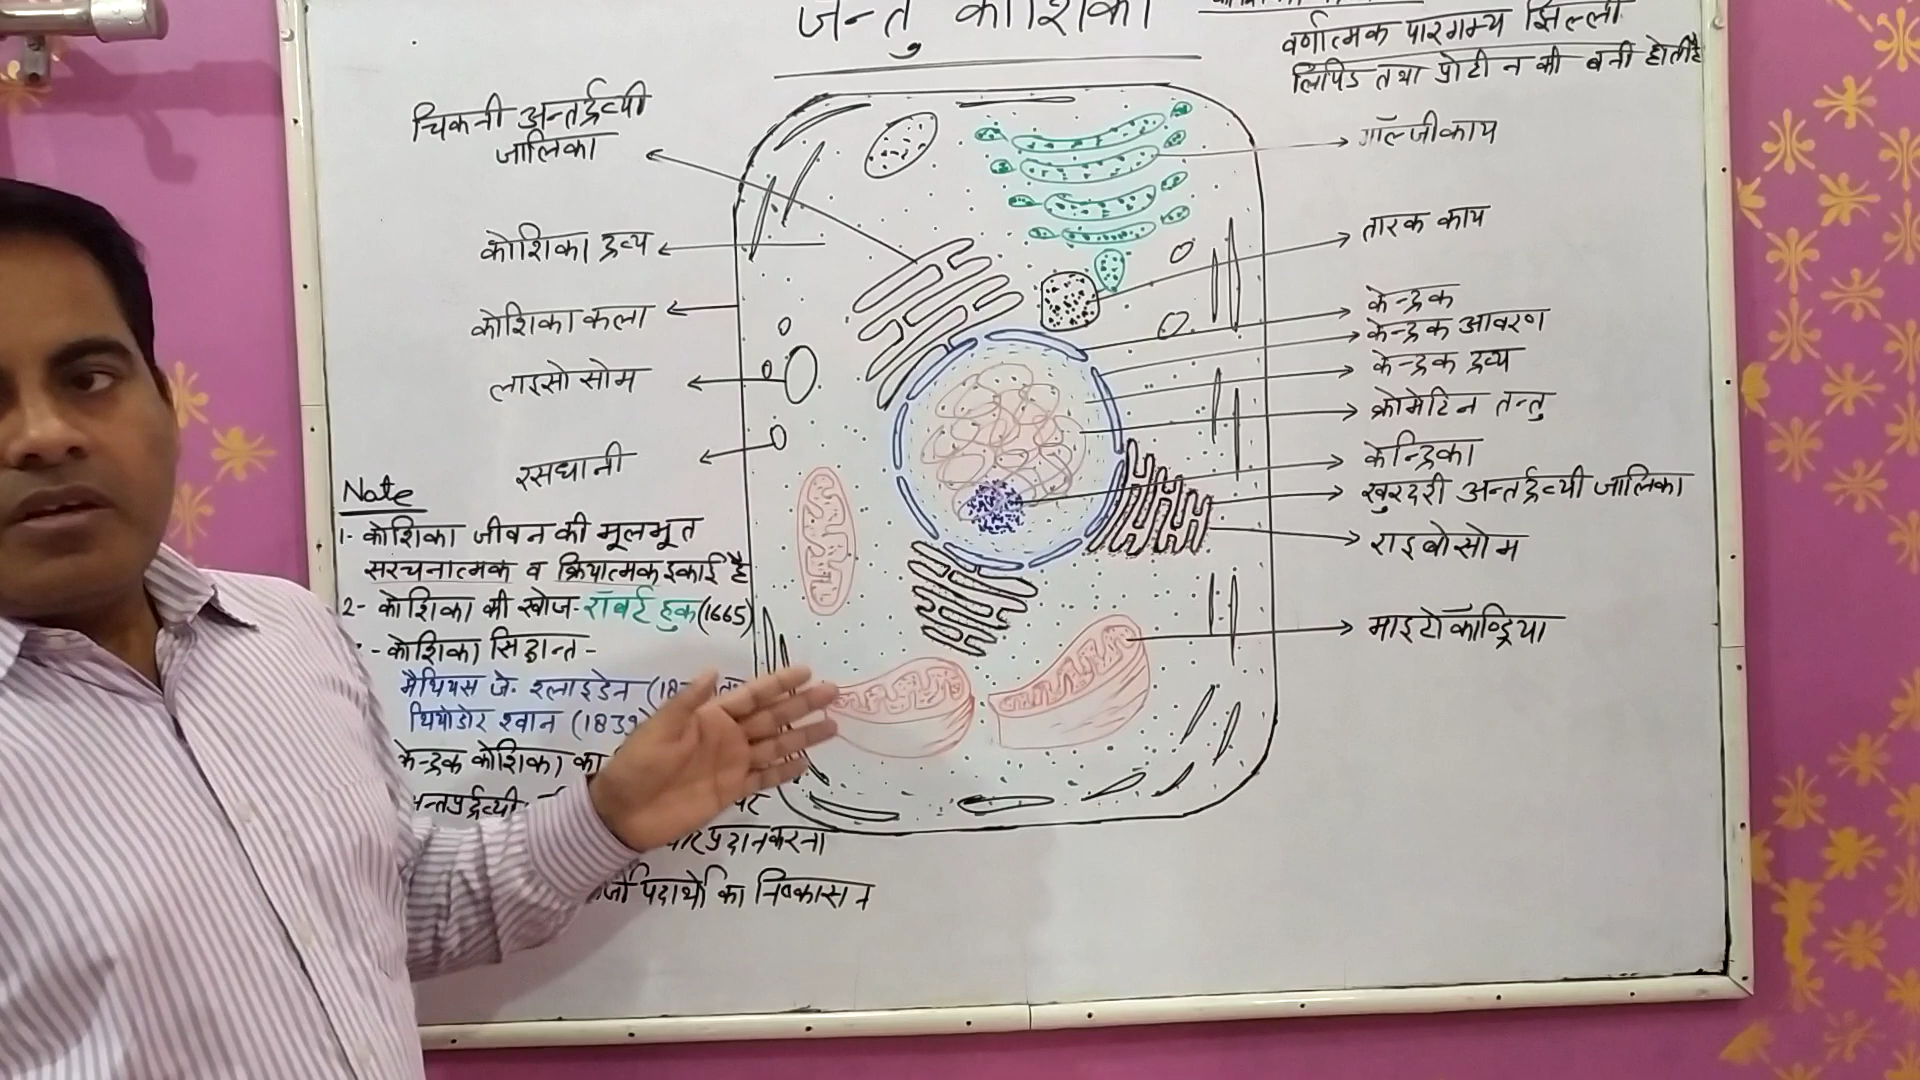 जन्तु कोशिका
वर्णात्मक पारगम्य झिल्ली
लिपिड तथा प्रोटीन की बनी होती है
चिकनी अन्तर्द्रव्यी
जालिका
कोशिका द्रव्य
कोशिका कला
लाइसोसोम
रसधानी
गॉल्जीकाय
तारक काय
केन्द्रक
केन्द्रक आवरण
केन्द्रक द्रव्य
क्रोमेटिन तन्तु
केन्द्रिका
खुरदरी अन्तर्द्रव्यी जालिका
राइबोसोम
माइटोकॉण्ड्रिया
Note
1- कोशिका जीवन की मूलभूत
संरचनात्मक व क्रियात्मक इकाई है
2- कोशिका की खोज- रॉबर्ट हुक (1665)
- कोशिका सिद्धान्त -
मैथियस जे. श्लाइडेन
थियोडोर श्वान (1839)
केन्द्रक कोशिका का
प्रदान करना
पदार्थो का निष्कासन